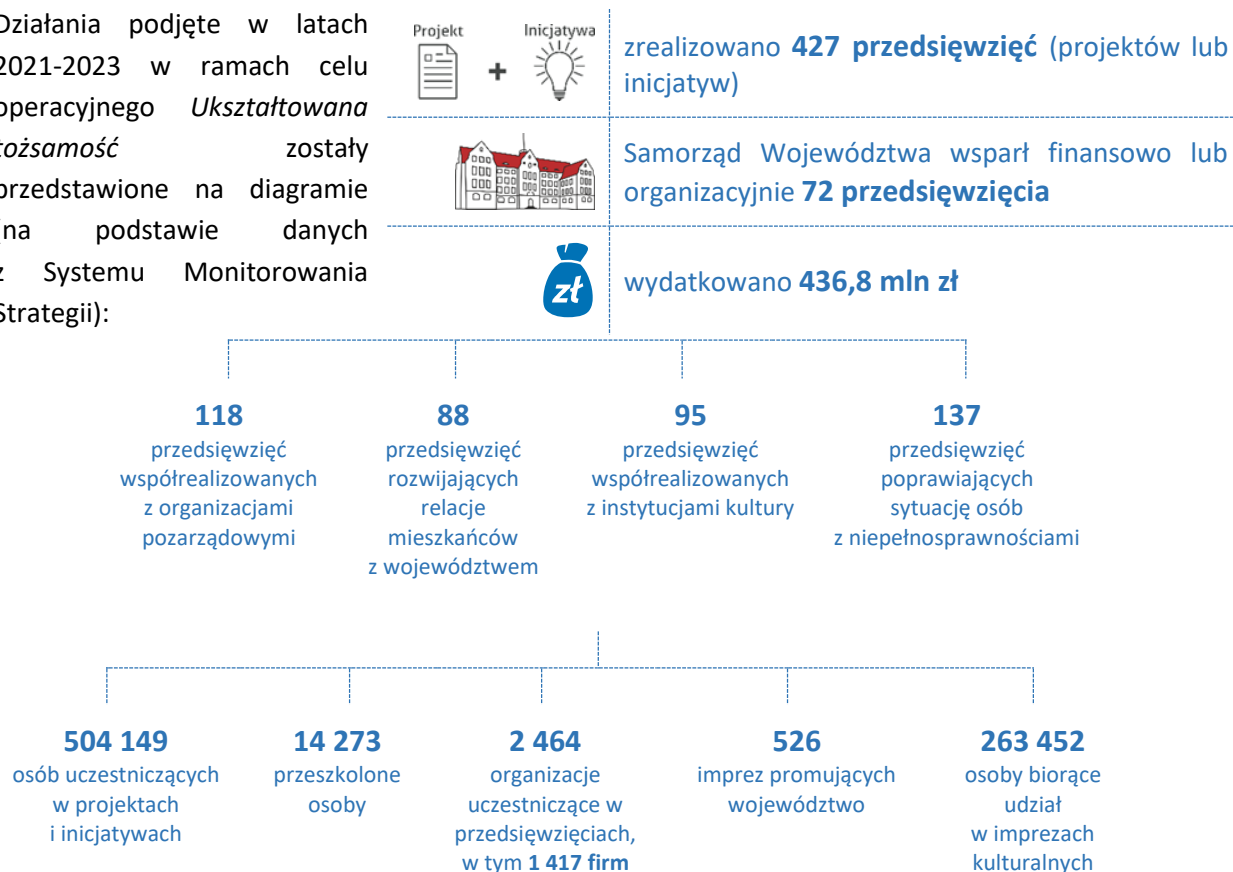 Działania podjęte w latach
2021-2023 w ramach celu
operacyjnego Ukształtowana
tożsamość zostały
przedstawione na diagramie
(na podstawie danych
z Systemu Monitorowania
Strategii):
Projekt
+
Inicjatywa
zrealizowano 427 przedsięwzięć (projektów lub
inicjatyw)
Samorząd Województwa wsparł finansowo lub
organizacyjnie 72 przedsięwzięcia
zł
wydatkowano 436,8 mln zł
118
przedsięwzięć
współrealizowanych
z organizacjami
pozarządowymi
88
przedsięwzięć
rozwijających
relacje
mieszkańców
z województwem
95
przedsięwzięć
współrealizowanych
z instytucjami kultury
137
przedsięwzięć
poprawiających
sytuację osób
z niepełnosprawnościami
504 149
osób uczestniczących
w projektach
i inicjatywach
14 273
przeszkolone
osoby
2 464
organizacje
uczestniczące w
przedsięwzięciach,
w tym 1 417 firm
526
imprez promujących
województwo
263 452
osoby biorące
udział
w imprezach
kulturalnych